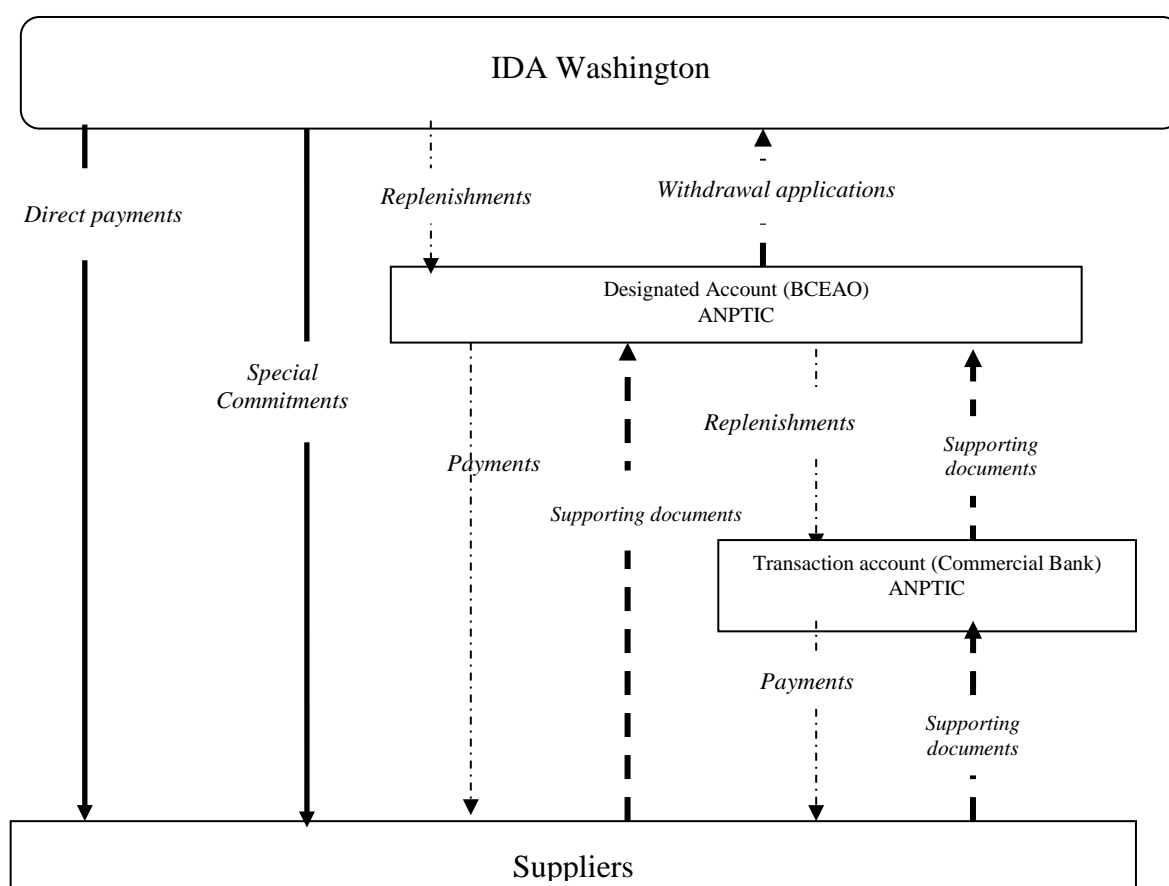 IDA Washington
Direct payments
Replenishments
Withdrawal applications
Designated Account (BCEAO)
ANPTIC
Special
Commitments
Payments
Supporting documents
Replenishments
Supporting
documents
Transaction account (Commercial Bank)
ANPTIC
Payments
Supporting
documents
Suppliers